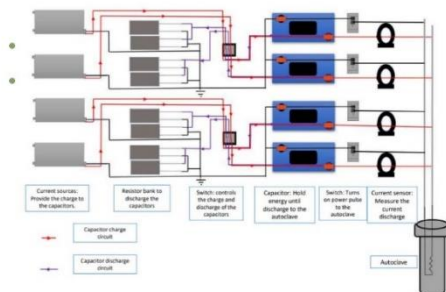 Current sources:
Provide the charge to
the capacitors.
Resistor bank to
discharge the
capacitors
Switch: controls
the charge and
discharge of the
capacitors
Capacitor: Hold
energy until
discharge to the
autoclave
Switch: Turns
on power pulse
to the
autoclave
Current sensor:
Measure the
current
discharge
Capacitor charge
circuit
Capacitor discharge
circuit
Autoclave